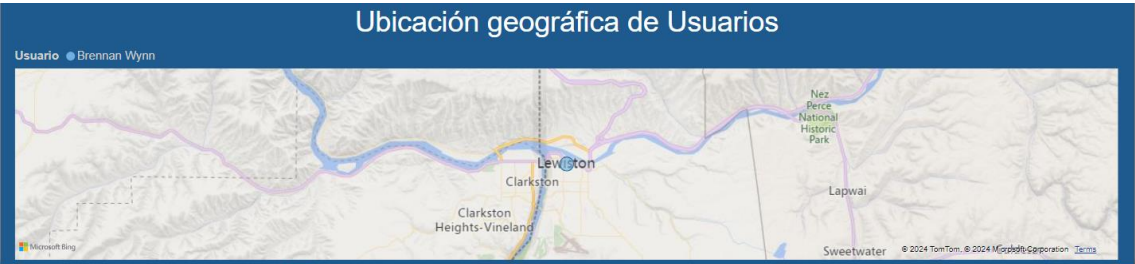 Ubicación geográfica de Usuarios
Usuario Brennan Wynn
Nez
Perce
National
Historic
Park
Lewiston
Clarkston
Lapwai
Clarkston
Heights-Vineland
Microsoft Bing
Sweetwater
© 2024 TomTom, © 2024 Microsoft Corporation Terms